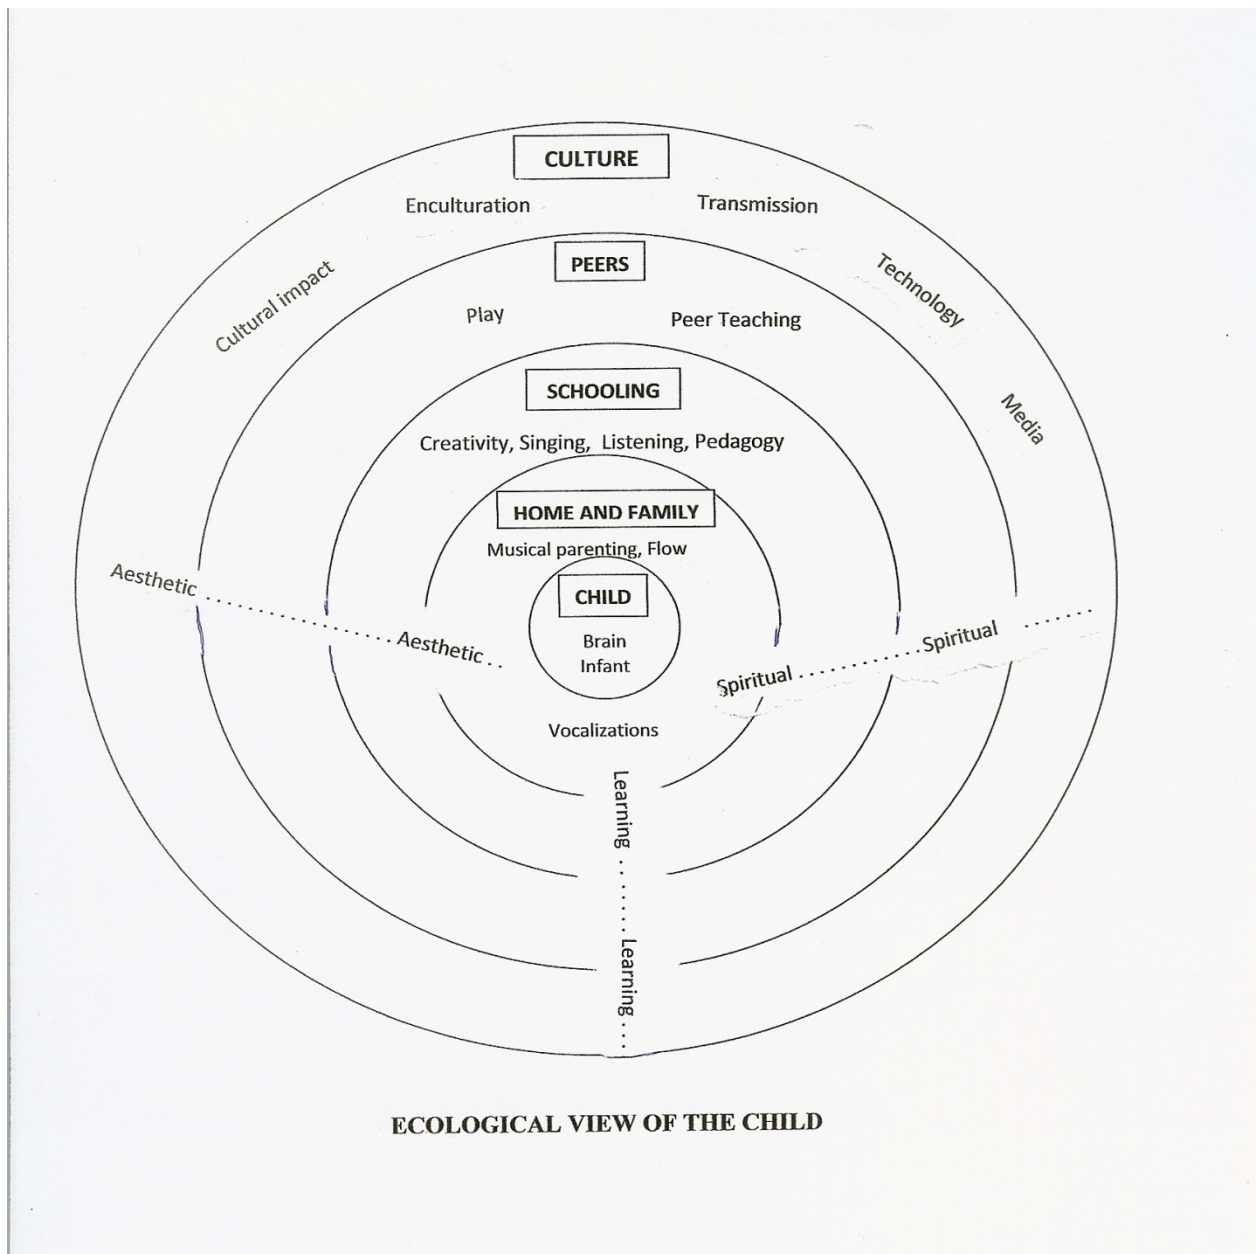 CULTURE
Enculturation
Transmission
Cultural impact
Technology
Media
PEERS
Play
Peer Teaching
SCHOOLING
Creativity, Singing, Listening, Pedagogy
HOME AND FAMILY
Musical parenting, Flow
CHILD
Brain
Infant
Vocalizations
Aesthetic
Aesthetic
Spiritual
Spiritual
Learning
Learning
ECOLOGICAL VIEW OF THE CHILD